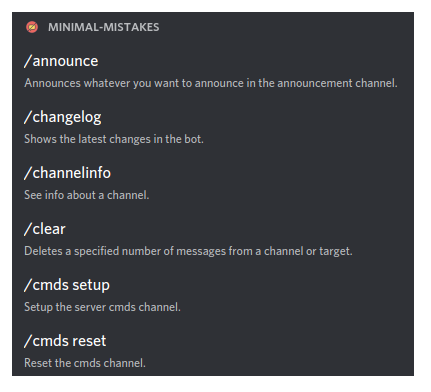 MINIMAL-MISTAKES
/announce
Announces whatever you want to announce in the announcement channel.
/changelog
Shows the latest changes in the bot.
/channelinfo
See info about a channel.
/clear
Deletes a specified number of messages from a channel or target.
/cmds setup
Setup the server cmds channel.
/cmds reset
Reset the cmds channel.